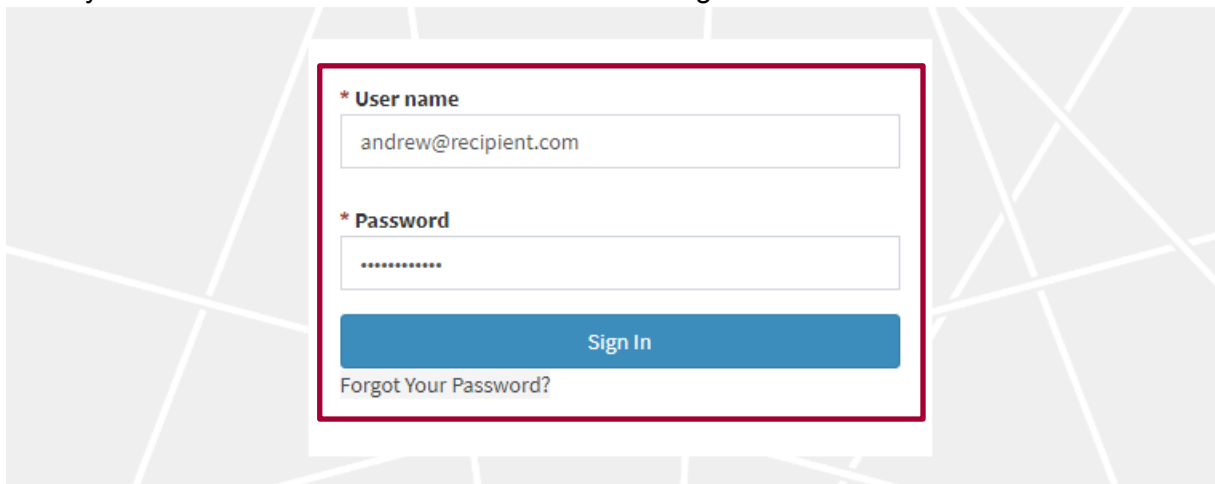 * User name
andrew@recipient.com
* Password
••••••••••••
Sign In
Forgot Your Password?